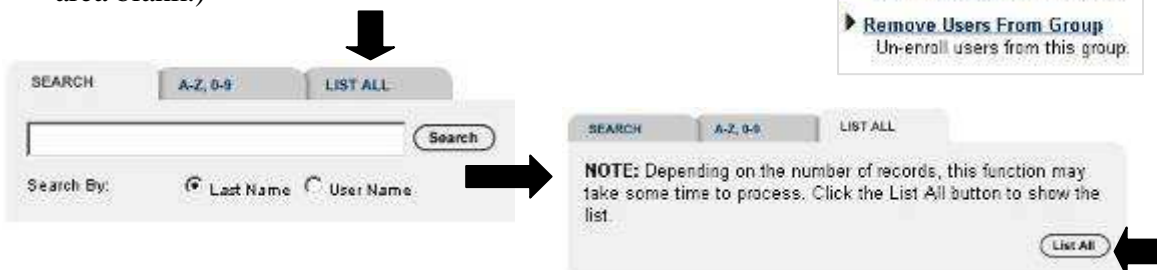 Remove Users From Group
Un-enroll users from this group.
SEARCH A-Z, 0-9 LIST ALL
Search
Search By: Last Name User Name
SEARCH A-Z, 0-9 LIST ALL
NOTE: Depending on the number of records, this function may
take some time to process. Click the List All button to show the
list.
List All